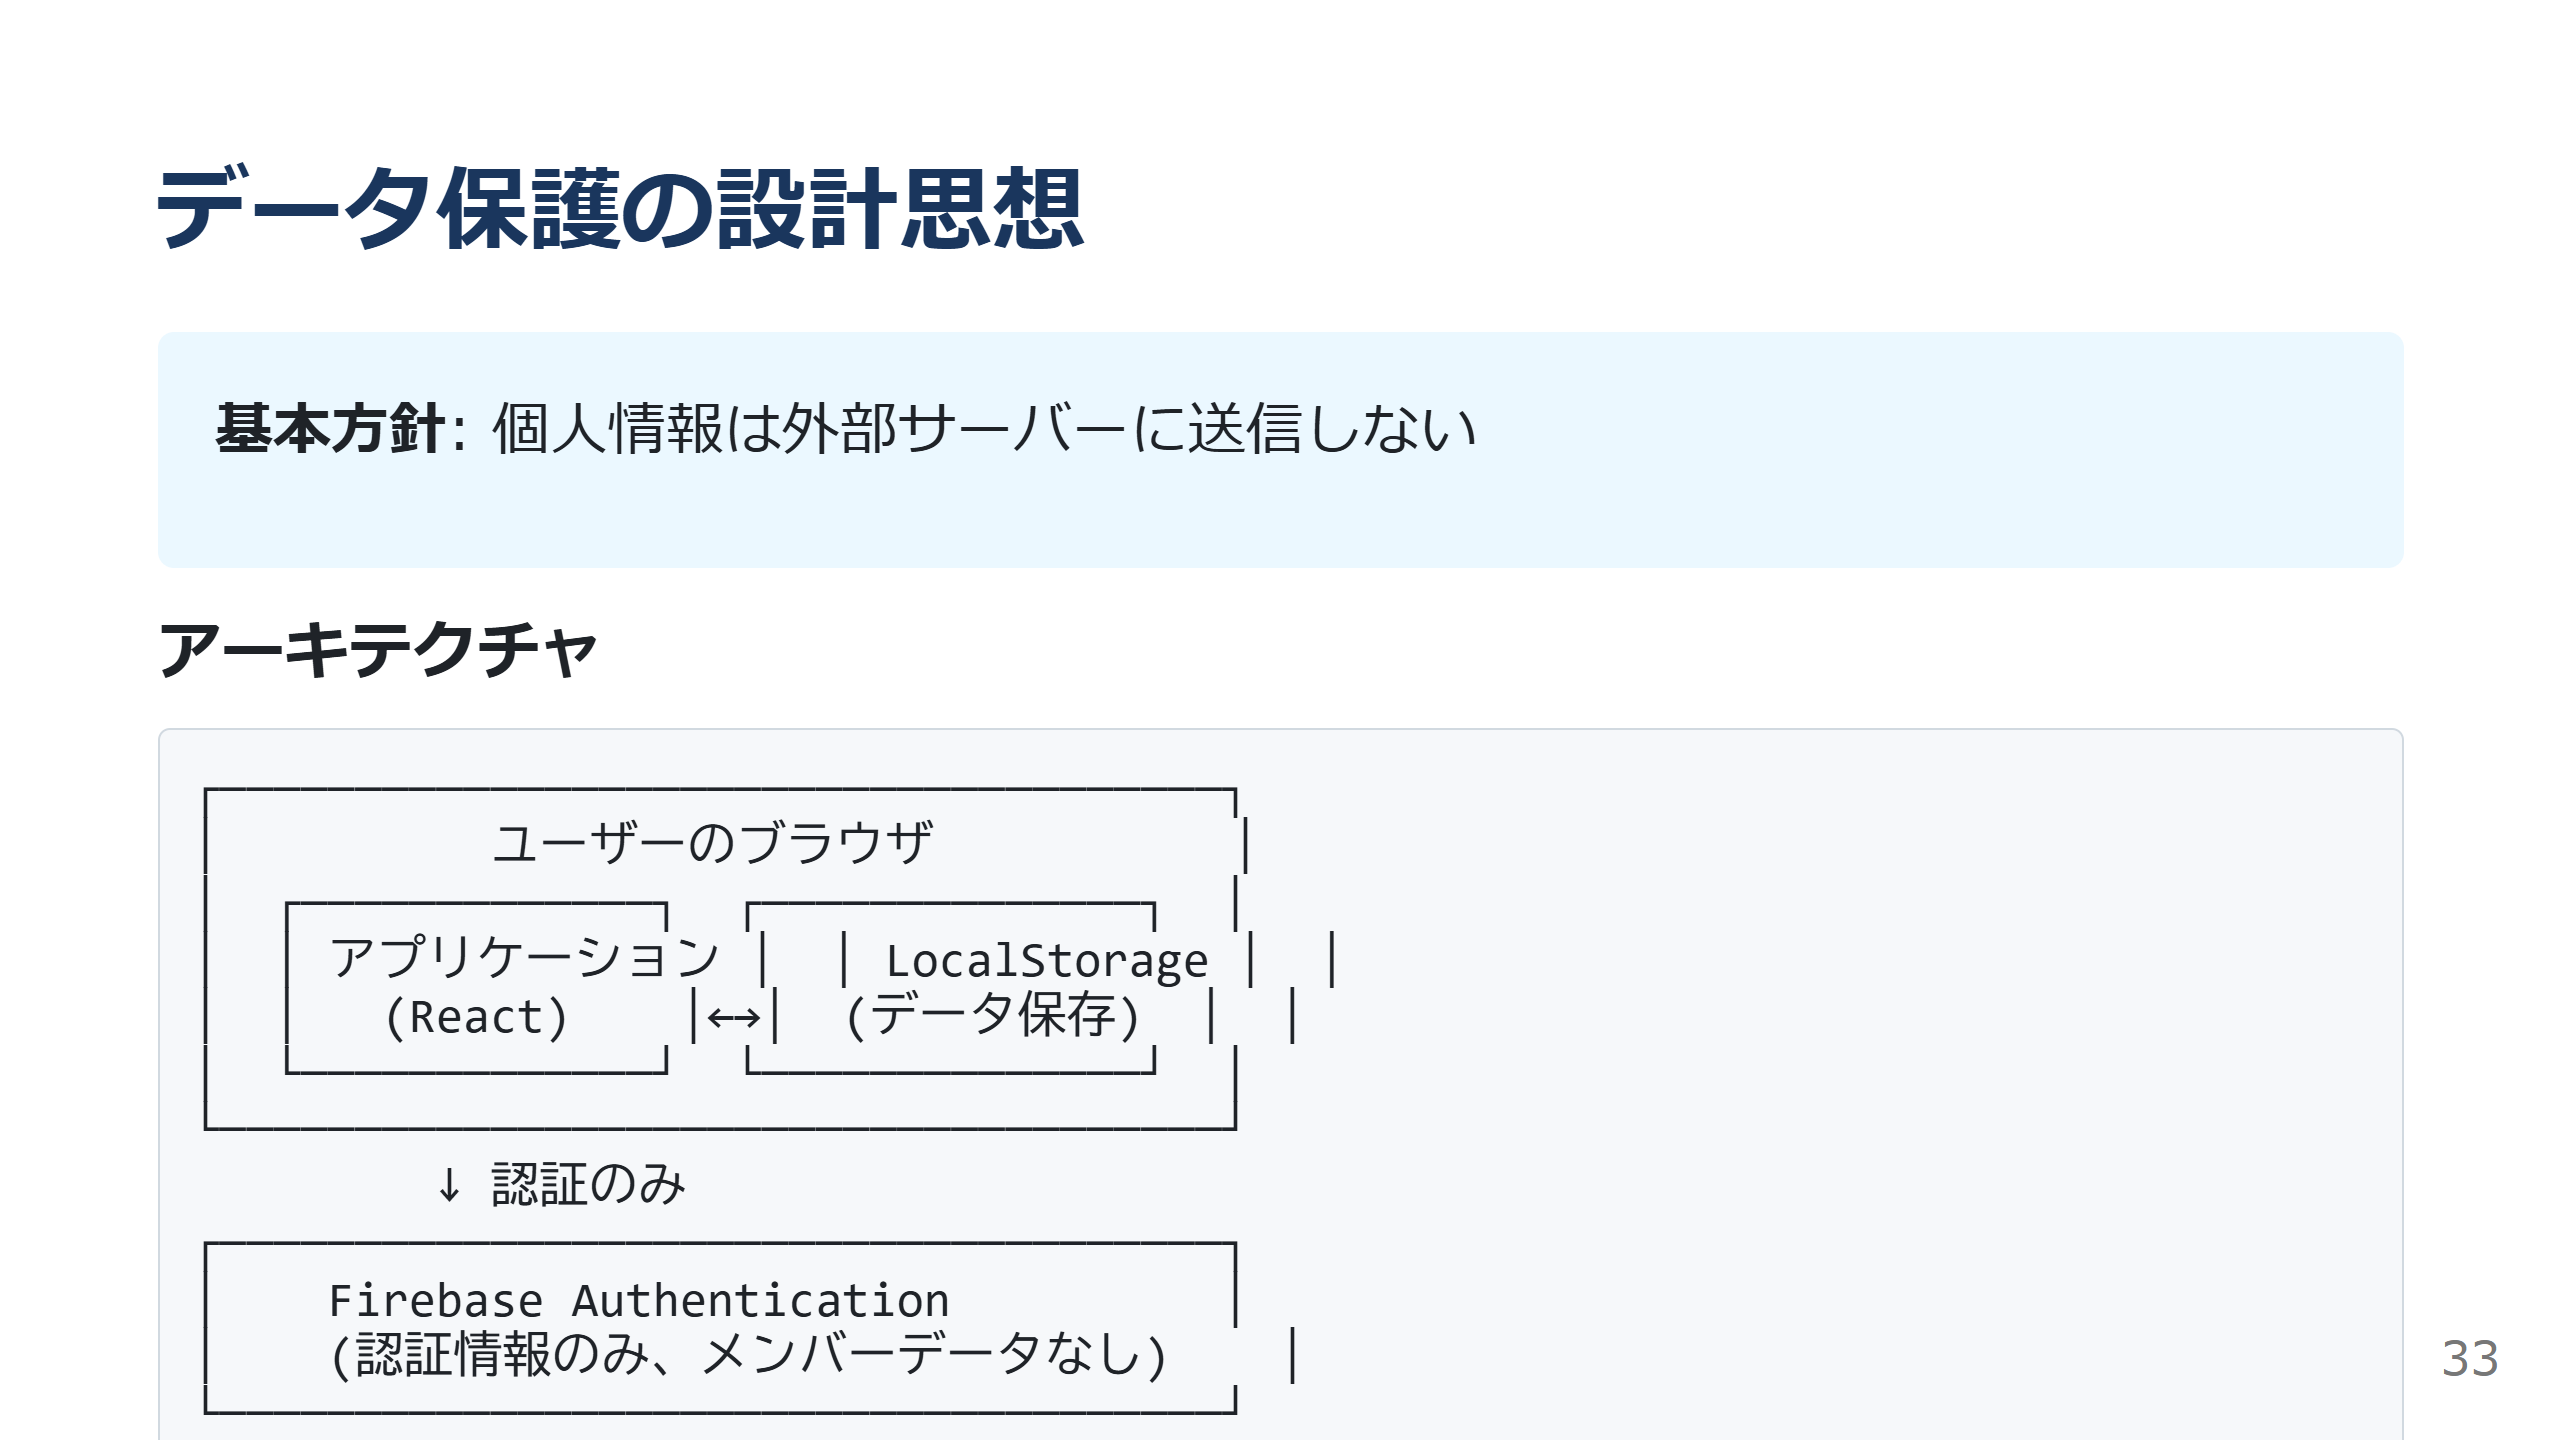 データ保護の設計思想
基本方針: 個人情報は外部サーバーに送信しない
アーキテクチャ
ユーザーのブラウザ
アプリケーション LocalStorage
(React) ↔ (データ保存)
↓ 認証のみ
Firebase Authentication
(認証情報のみ、メンバーデータなし)
33